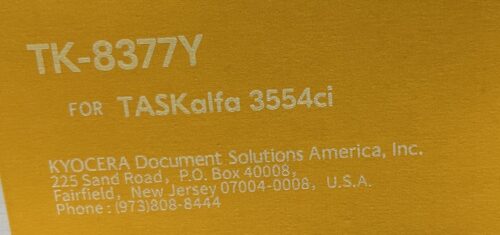 TK-8377Y
FOR TASKalfa 3554ci
KYOCERA Document Solutions America, Inc.
225 Sand Road, P.O. Box 40008,
Fairfield, New Jersey 07004-0008, U.S.A.
Phone:(973)808-8444